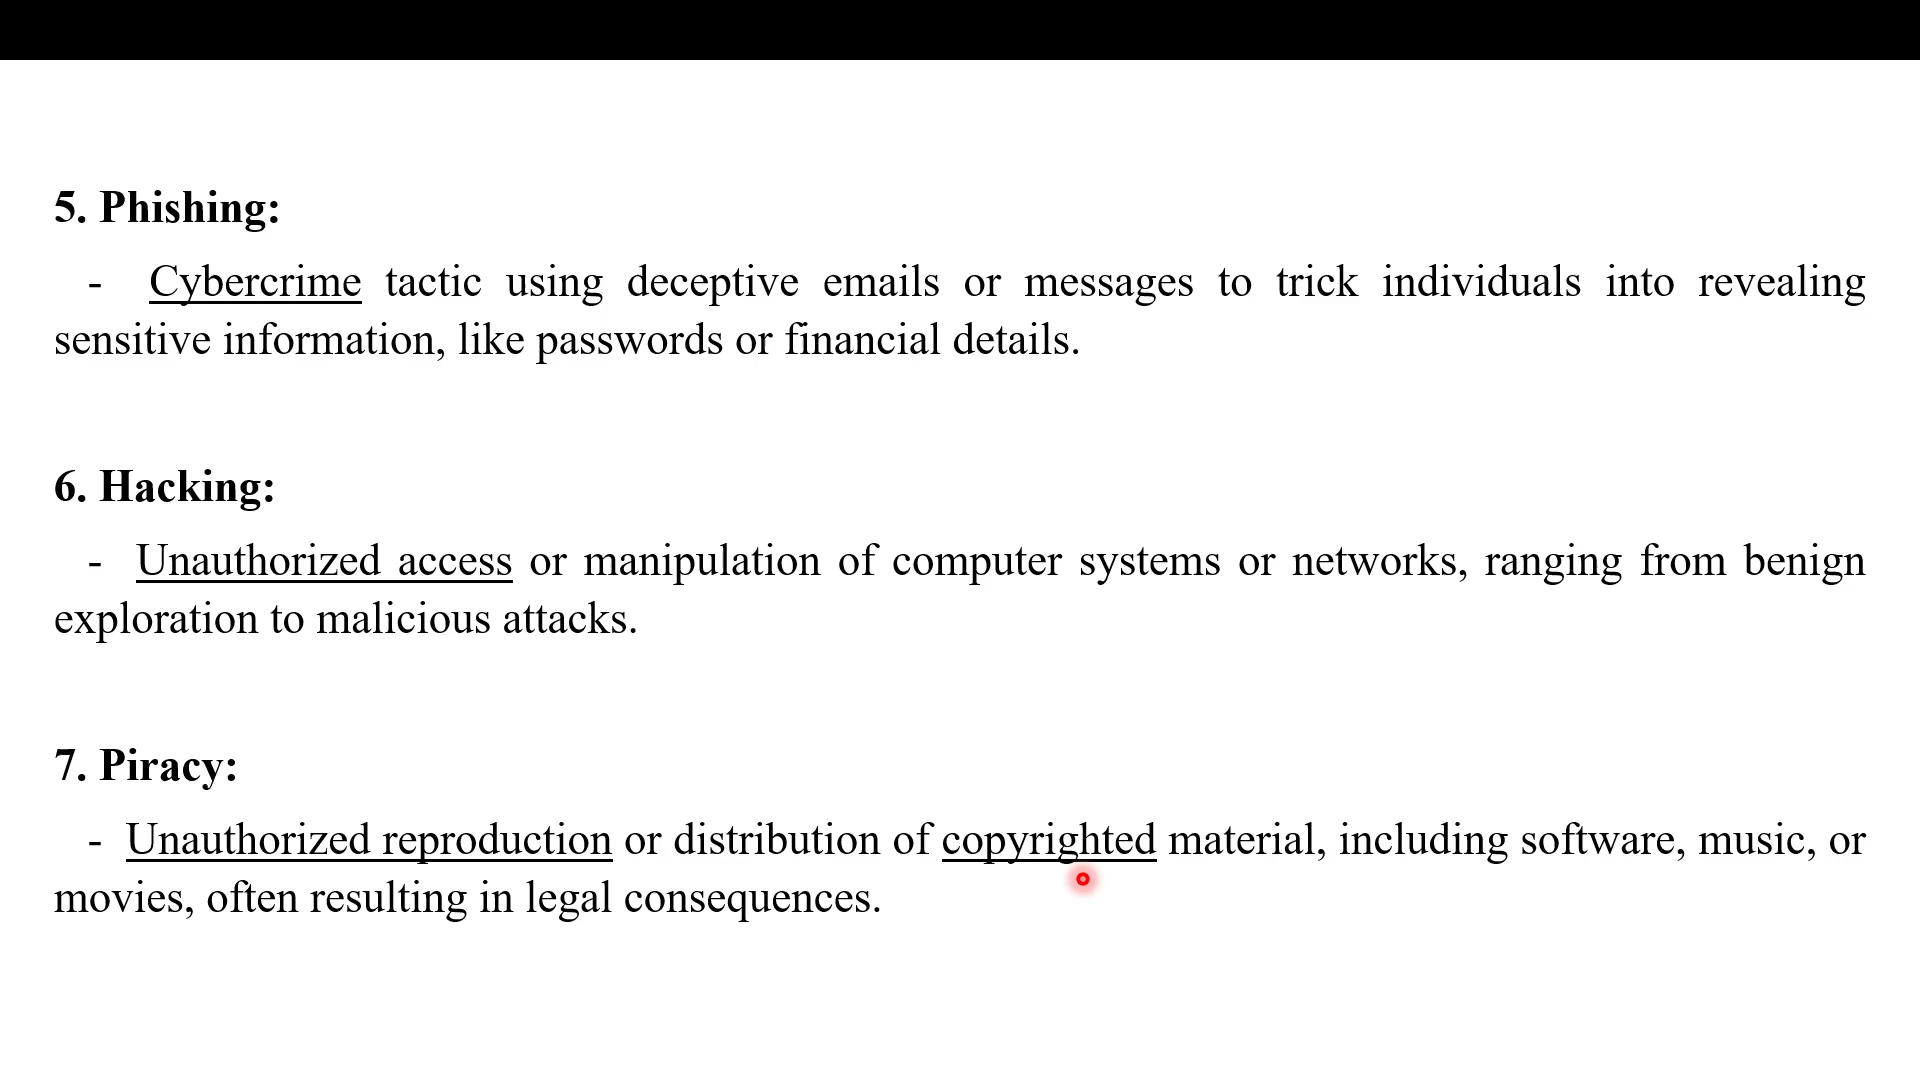 5. Phishing:
- Cybercrime tactic using deceptive emails or messages to trick individuals into revealing
sensitive information, like passwords or financial details.
6. Hacking:
- Unauthorized access or manipulation of computer systems or networks, ranging from benign
exploration to malicious attacks.
7. Piracy:
- Unauthorized reproduction or distribution of copyrighted material, including software, music, or
movies, often resulting in legal consequences.